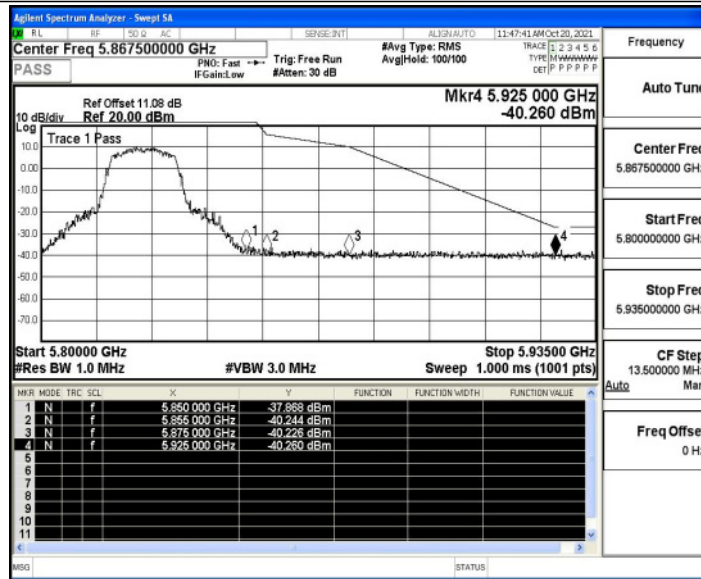 Agilent Spectrum Analyzer - Swept SA
RL RF 50 Ω AC SENSE:INT ALIGNAUTO 11:47:41 AM Oct 20, 2021
Center Freq 5.867500000 GHz
PASS
PNO: Fast
IFGain:Low
Trig: Free Run
#Atten: 30 dB
#Avg Type: RMS
Avg|Hold: 100/100
TRACE 1 2 3 4 5 6
TYPE M W W W W W
DET P P P P P P
Mkr4 5.925 000 GHz
-40.260 dBm
Ref Offset 11.08 dB
10 dB/div Ref 20.00 dBm
Log
Trace 1 Pass
10.0
0.00
-10.0
-20.0
-30.0
-40.0
-50.0
-60.0
-70.0
1
2
3
4
Start 5.80000 GHz Stop 5.93500 GHz
#Res BW 1.0 MHz #VBW 3.0 MHz Sweep 1.000 ms (1001 pts)
MKR MODE TRC SCL X Y FUNCTION FUNCTION WIDTH FUNCTION VALUE
1 N f 5.850 000 GHz -37.868 dBm
2 N f 5.855 000 GHz -40.244 dBm
3 N f 5.875 000 GHz -40.226 dBm
4 N f 5.925 000 GHz -40.260 dBm
5
6
7
8
9
10
11
MSG STATUS
Frequency
Auto Tune
Center Freq
5.867500000 GHz
Start Freq
5.800000000 GHz
Stop Freq
5.935000000 GHz
CF Step
13.500000 MHz
Auto Man
Freq Offset
0 Hz